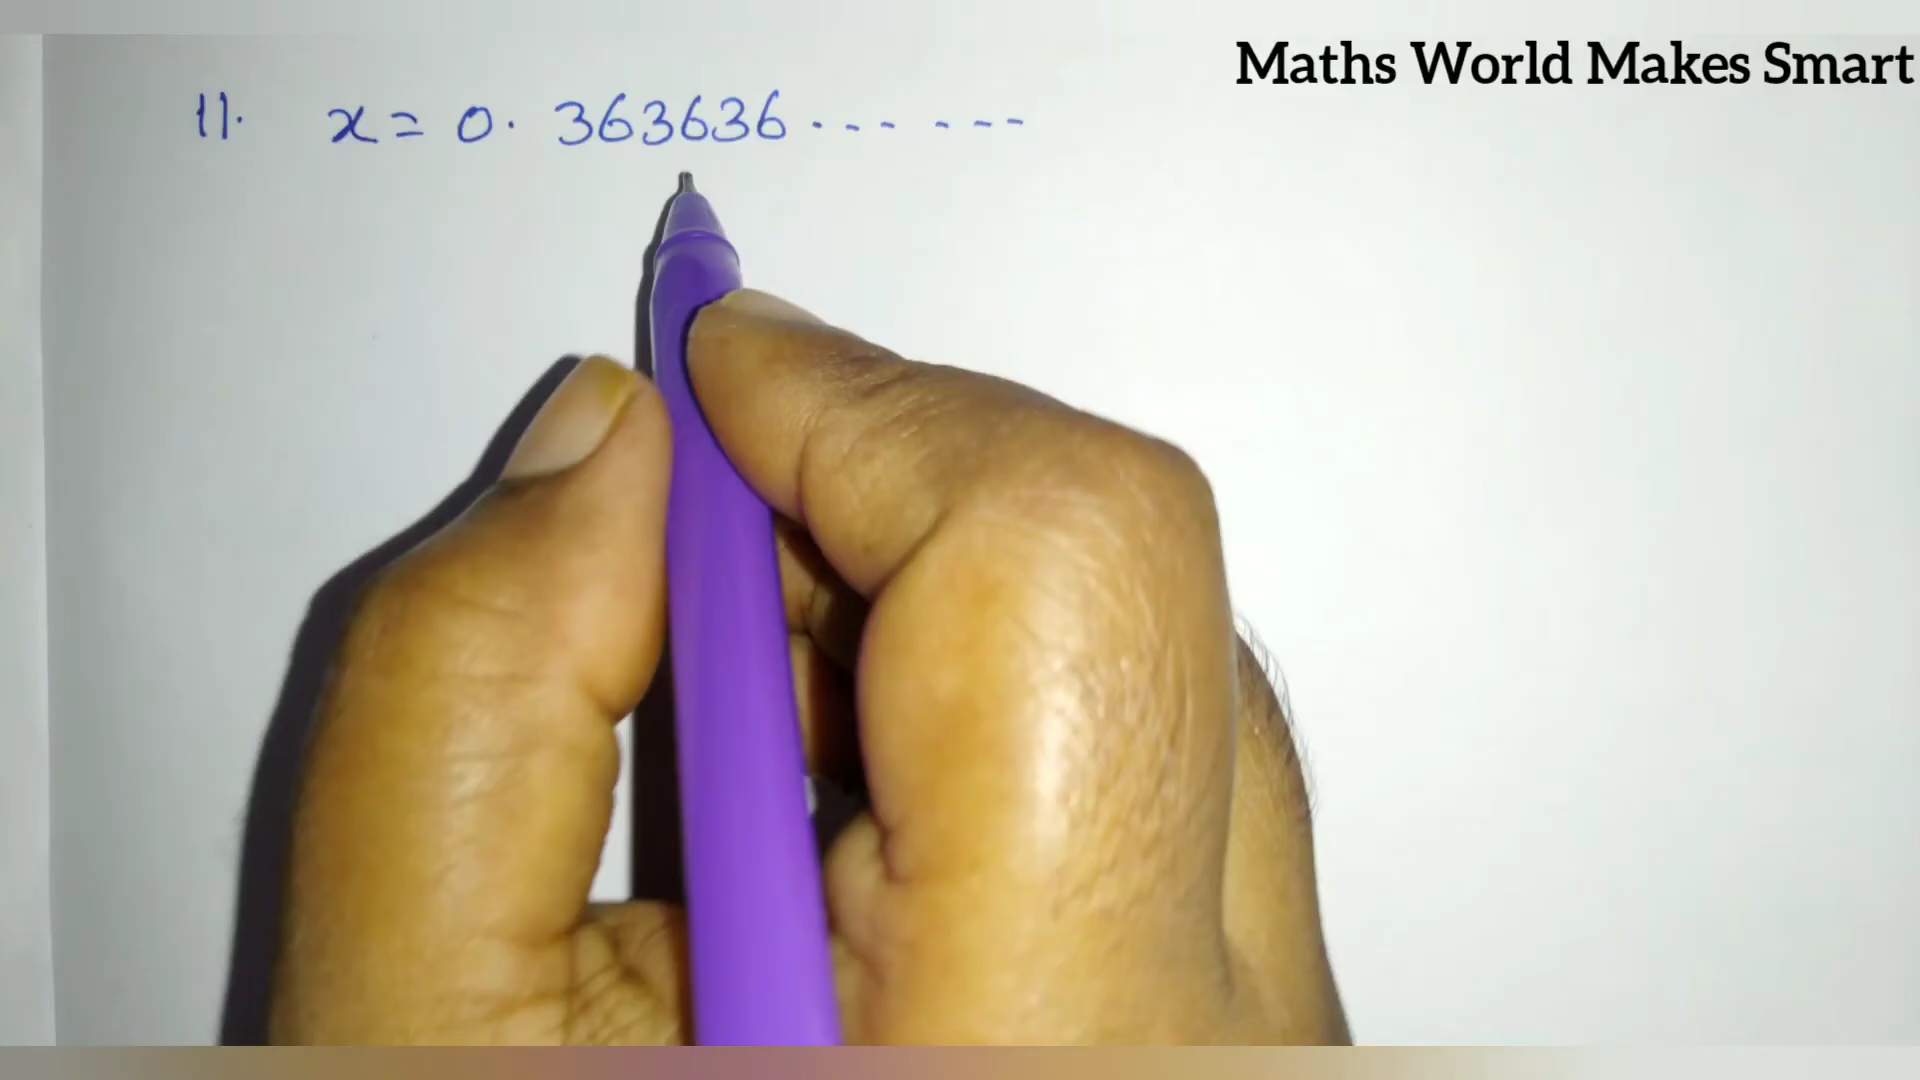 Maths World Makes Smart
11. x = 0.363636.--- ---